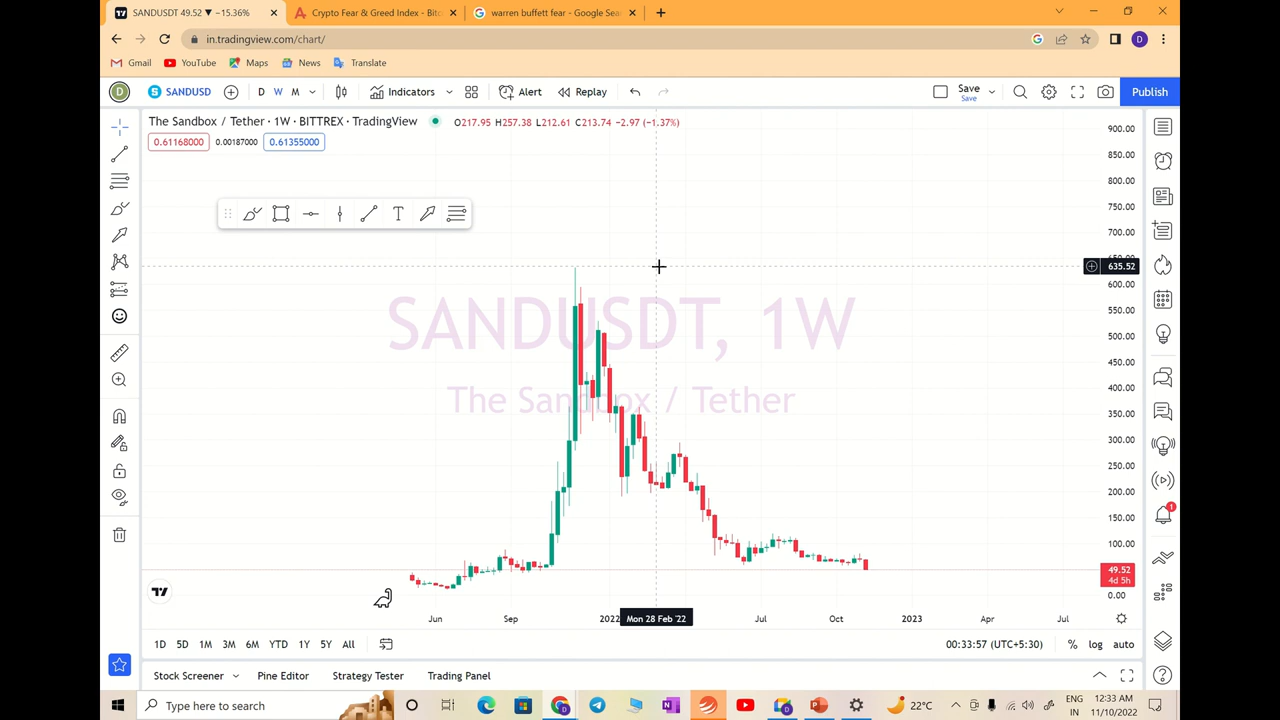 SANDUSDT 49.52 ▼ −15.36%
Crypto Fear & Greed Index - Bitc
warren buffett fear - Google Sea
in.tradingview.com/chart/
D
Gmail
YouTube
Maps
News
Translate
D
SANDUSD
D W M
Indicators
Alert
Replay
Save
Save
Publish
The Sandbox / Tether · 1W · BITTREX · TradingView
O217.95 H257.38 L212.61 C213.74 −2.97 (−1.37%)
0.61168000
0.00187000
0.61355000
T
SANDUSDT, 1W
The Sandbox / Tether
900.00
850.00
800.00
750.00
700.00
635.52
600.00
550.00
500.00
450.00
400.00
350.00
300.00
250.00
200.00
150.00
100.00
49.52
4d 5h
0.00
1
Jun
Sep
2022
Mon 28 Feb '22
Jul
Oct
2023
Apr
Jul
1D 5D 1M 3M 6M YTD 1Y 5Y All
00:33:57 (UTC+5:30)
% log auto
Stock Screener
Pine Editor
Strategy Tester
Trading Panel
Type here to search
22°C
ENG
IN
12:33 AM
11/10/2022